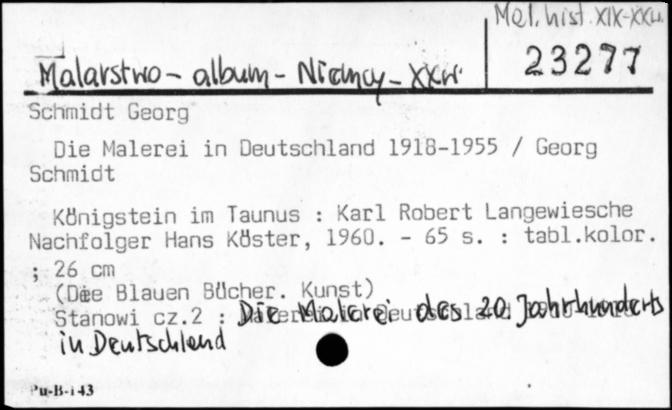 Mal. hist. XIX-XXw.
23277
Malarstwo - album - Niemcy - XXw.
Schmidt Georg
Die Malerei in Deutschland 1918-1955 / Georg
Schmidt
Königstein im Taunus : Karl Robert Langewiesche
Nachfolger Hans Köster, 1960. - 65 s. : tabl.kolor.
; 26 cm
(Die Blauen Bücher. Kunst)
Stanowi cz.2 : Die Malerei des 20. Jahrhunderts
in Deutschland
Pu-B-143